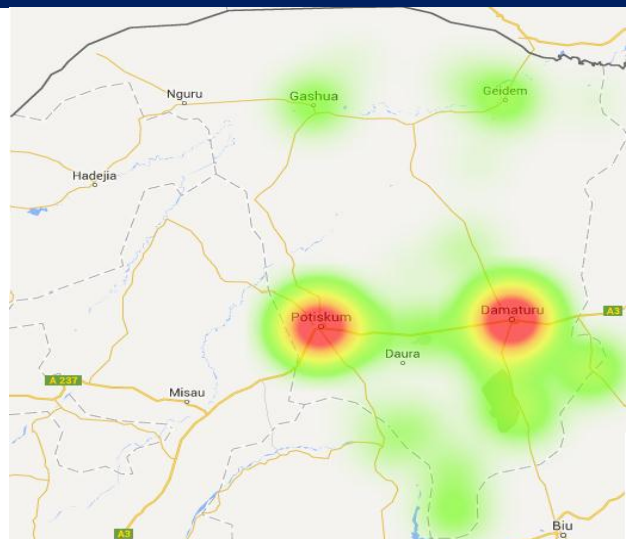 Nguru
Gashua
Geidem
Hadejia
Potiskum
Damaturu
A3
Daura
A 237
Misau
Biu
A3